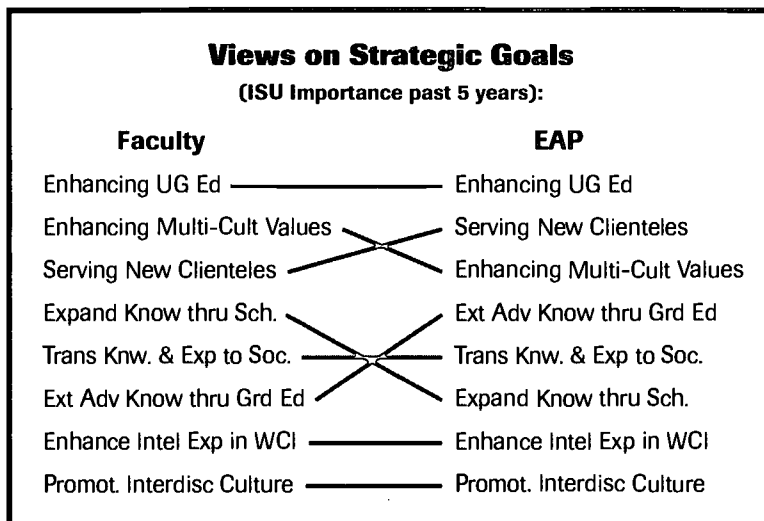 Views on Strategic Goals
(ISU Importance past 5 years):
Faculty EAP
Enhancing UG Ed Enhancing UG Ed
Enhancing Multi-Cult Values Serving New Clienteles
Serving New Clienteles Enhancing Multi-Cult Values
Expand Know thru Sch. Ext Adv Know thru Grd Ed
Trans Knw. & Exp to Soc. Trans Knw. & Exp to Soc.
Ext Adv Know thru Grd Ed Expand Know thru Sch.
Enhance Intel Exp in WCI Enhance Intel Exp in WCI
Promot. Interdisc Culture Promot. Interdisc Culture